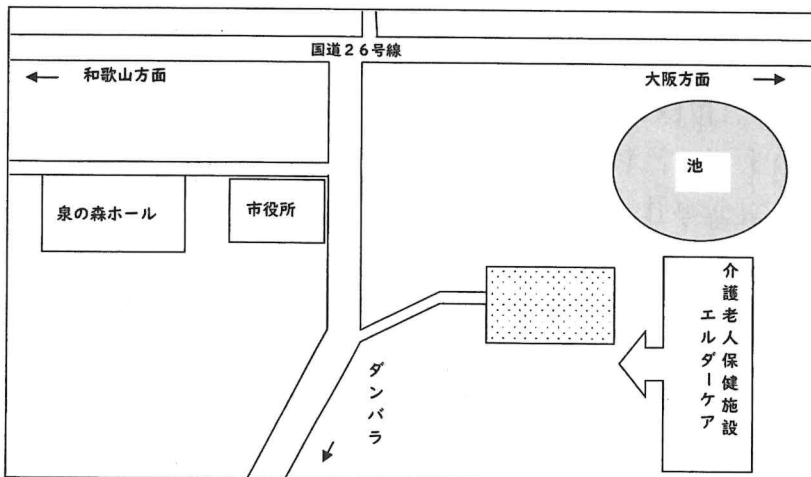 国道２６号線
和歌山方面
大阪方面
池
泉の森ホール
市役所
介護老人保健施設
エルダーケア
ダンバラ